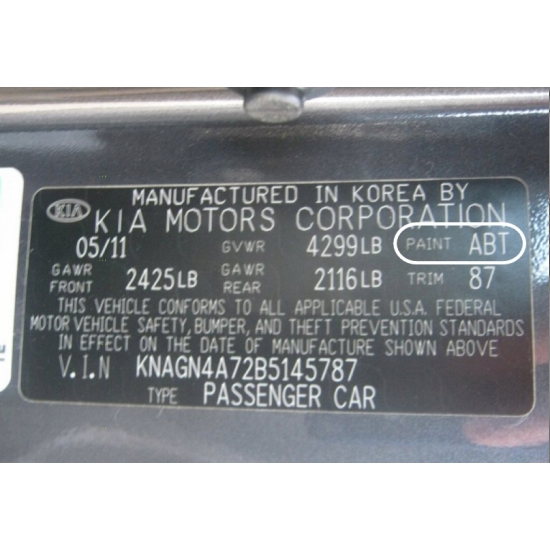 MANUFACTURED IN KOREA BY
KIA KIA MOTORS CORPORATION
05/11 GVWR 4299LB PAINT ABT
GAWR FRONT 2425LB GAWR REAR 2116LB TRIM 87
THIS VEHICLE CONFORMS TO ALL APPLICABLE U.S.A. FEDERAL
MOTOR VEHICLE SAFETY, BUMPER, AND THEFT PREVENTION STANDARDS
IN EFFECT ON THE DATE OF MANUFACTURE SHOWN ABOVE
V.I.N KNAGN4A72B5145787
TYPE PASSENGER CAR